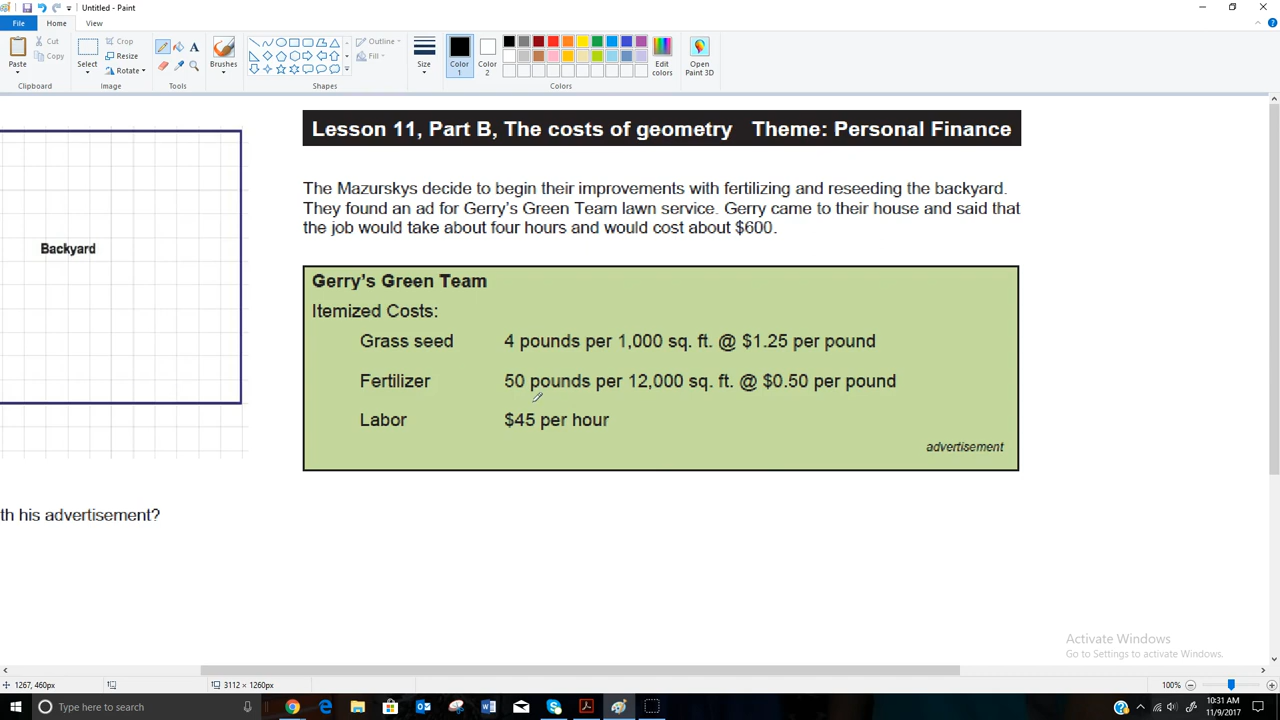 Untitled - Paint
File Home View
Paste
Cut
Copy
Clipboard
Select
Crop
Resize
Rotate
Image
A
Tools
Brushes
Outline
Fill
Shapes
Size
Color 1
Color 2
Edit colors
Colors
Open Paint 3D
Lesson 11, Part B, The costs of geometry Theme: Personal Finance
The Mazurskys decide to begin their improvements with fertilizing and reseeding the backyard.
They found an ad for Gerry's Green Team lawn service. Gerry came to their house and said that
the job would take about four hours and would cost about $600.
Backyard
Gerry's Green Team
Itemized Costs:
Grass seed 4 pounds per 1,000 sq. ft. @ $1.25 per pound
Fertilizer 50 pounds per 12,000 sq. ft. @ $0.50 per pound
Labor $45 per hour
advertisement
th his advertisement?
Activate Windows
Go to Settings to activate Windows.
1267, 460px
3112 × 1260px
100%
Type here to search
10:31 AM
11/9/2017